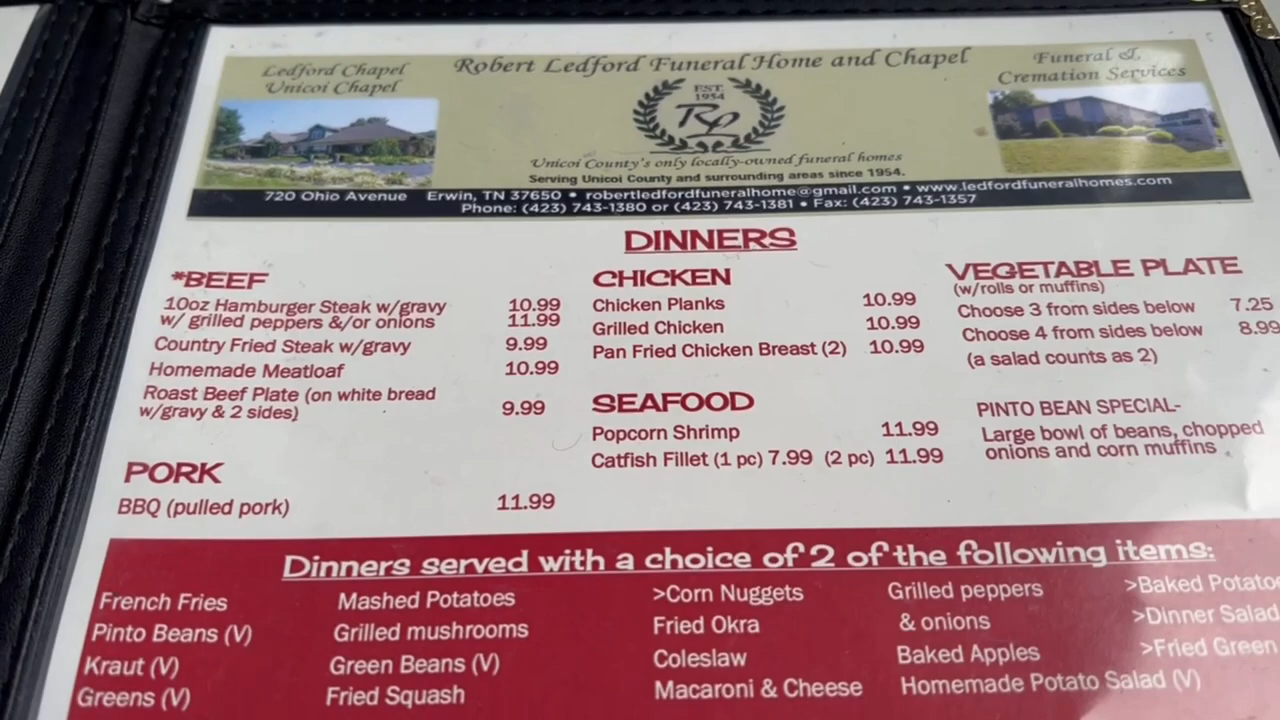 Ledford Chapel
Unicoi Chapel
Robert Ledford Funeral Home and Chapel
EST.
1954
RL
Funeral &
Cremation Services
Unicoi County's only locally-owned funeral homes
Serving Unicoi County and surrounding areas since 1954.
720 Ohio Avenue Erwin, TN 37650 • robertledfordfuneralhome@gmail.com • www.ledfordfuneralhomes.com
Phone: (423) 743-1380 or (423) 743-1381 • Fax: (423) 743-1357
DINNERS
*BEEF
10oz Hamburger Steak w/gravy 10.99
w/ grilled peppers &/or onions 11.99
Country Fried Steak w/gravy 9.99
Homemade Meatloaf 10.99
Roast Beef Plate (on white bread
w/gravy & 2 sides) 9.99
PORK
BBQ (pulled pork) 11.99
CHICKEN
Chicken Planks 10.99
Grilled Chicken 10.99
Pan Fried Chicken Breast (2) 10.99
SEAFOOD
Popcorn Shrimp 11.99
Catfish Fillet (1 pc) 7.99 (2 pc) 11.99
VEGETABLE PLATE
(w/rolls or muffins)
Choose 3 from sides below 7.25
Choose 4 from sides below 8.99
(a salad counts as 2)
PINTO BEAN SPECIAL-
Large bowl of beans, chopped
onions and corn muffins
Dinners served with a choice of 2 of the following items:
French Fries
Pinto Beans (V)
Kraut (V)
Greens (V)
Mashed Potatoes
Grilled mushrooms
Green Beans (V)
Fried Squash
>Corn Nuggets
Fried Okra
Coleslaw
Macaroni & Cheese
Grilled peppers
& onions
Baked Apples
Homemade Potato Salad (V)
>Baked Potatoe
>Dinner Salad
>Fried Green